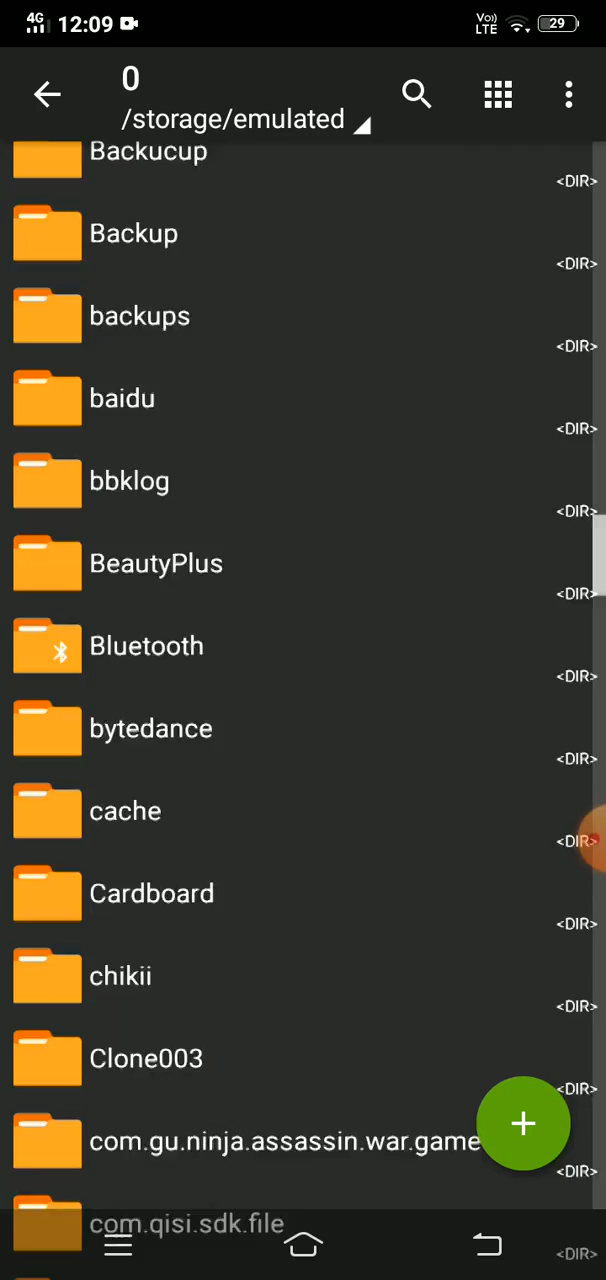 4G 12:09 Vo) LTE 29
0
/storage/emulated
Backucup
<DIR>
Backup
<DIR>
backups
<DIR>
baidu
<DIR>
bbklog
<DIR>
BeautyPlus
<DIR>
Bluetooth
<DIR>
bytedance
<DIR>
cache
<DIR>
Cardboard
<DIR>
chikii
<DIR>
Clone003
<DIR>
com.gu.ninja.assassin.war.game
<DIR>
com.qisi.sdk.file
<DIR>